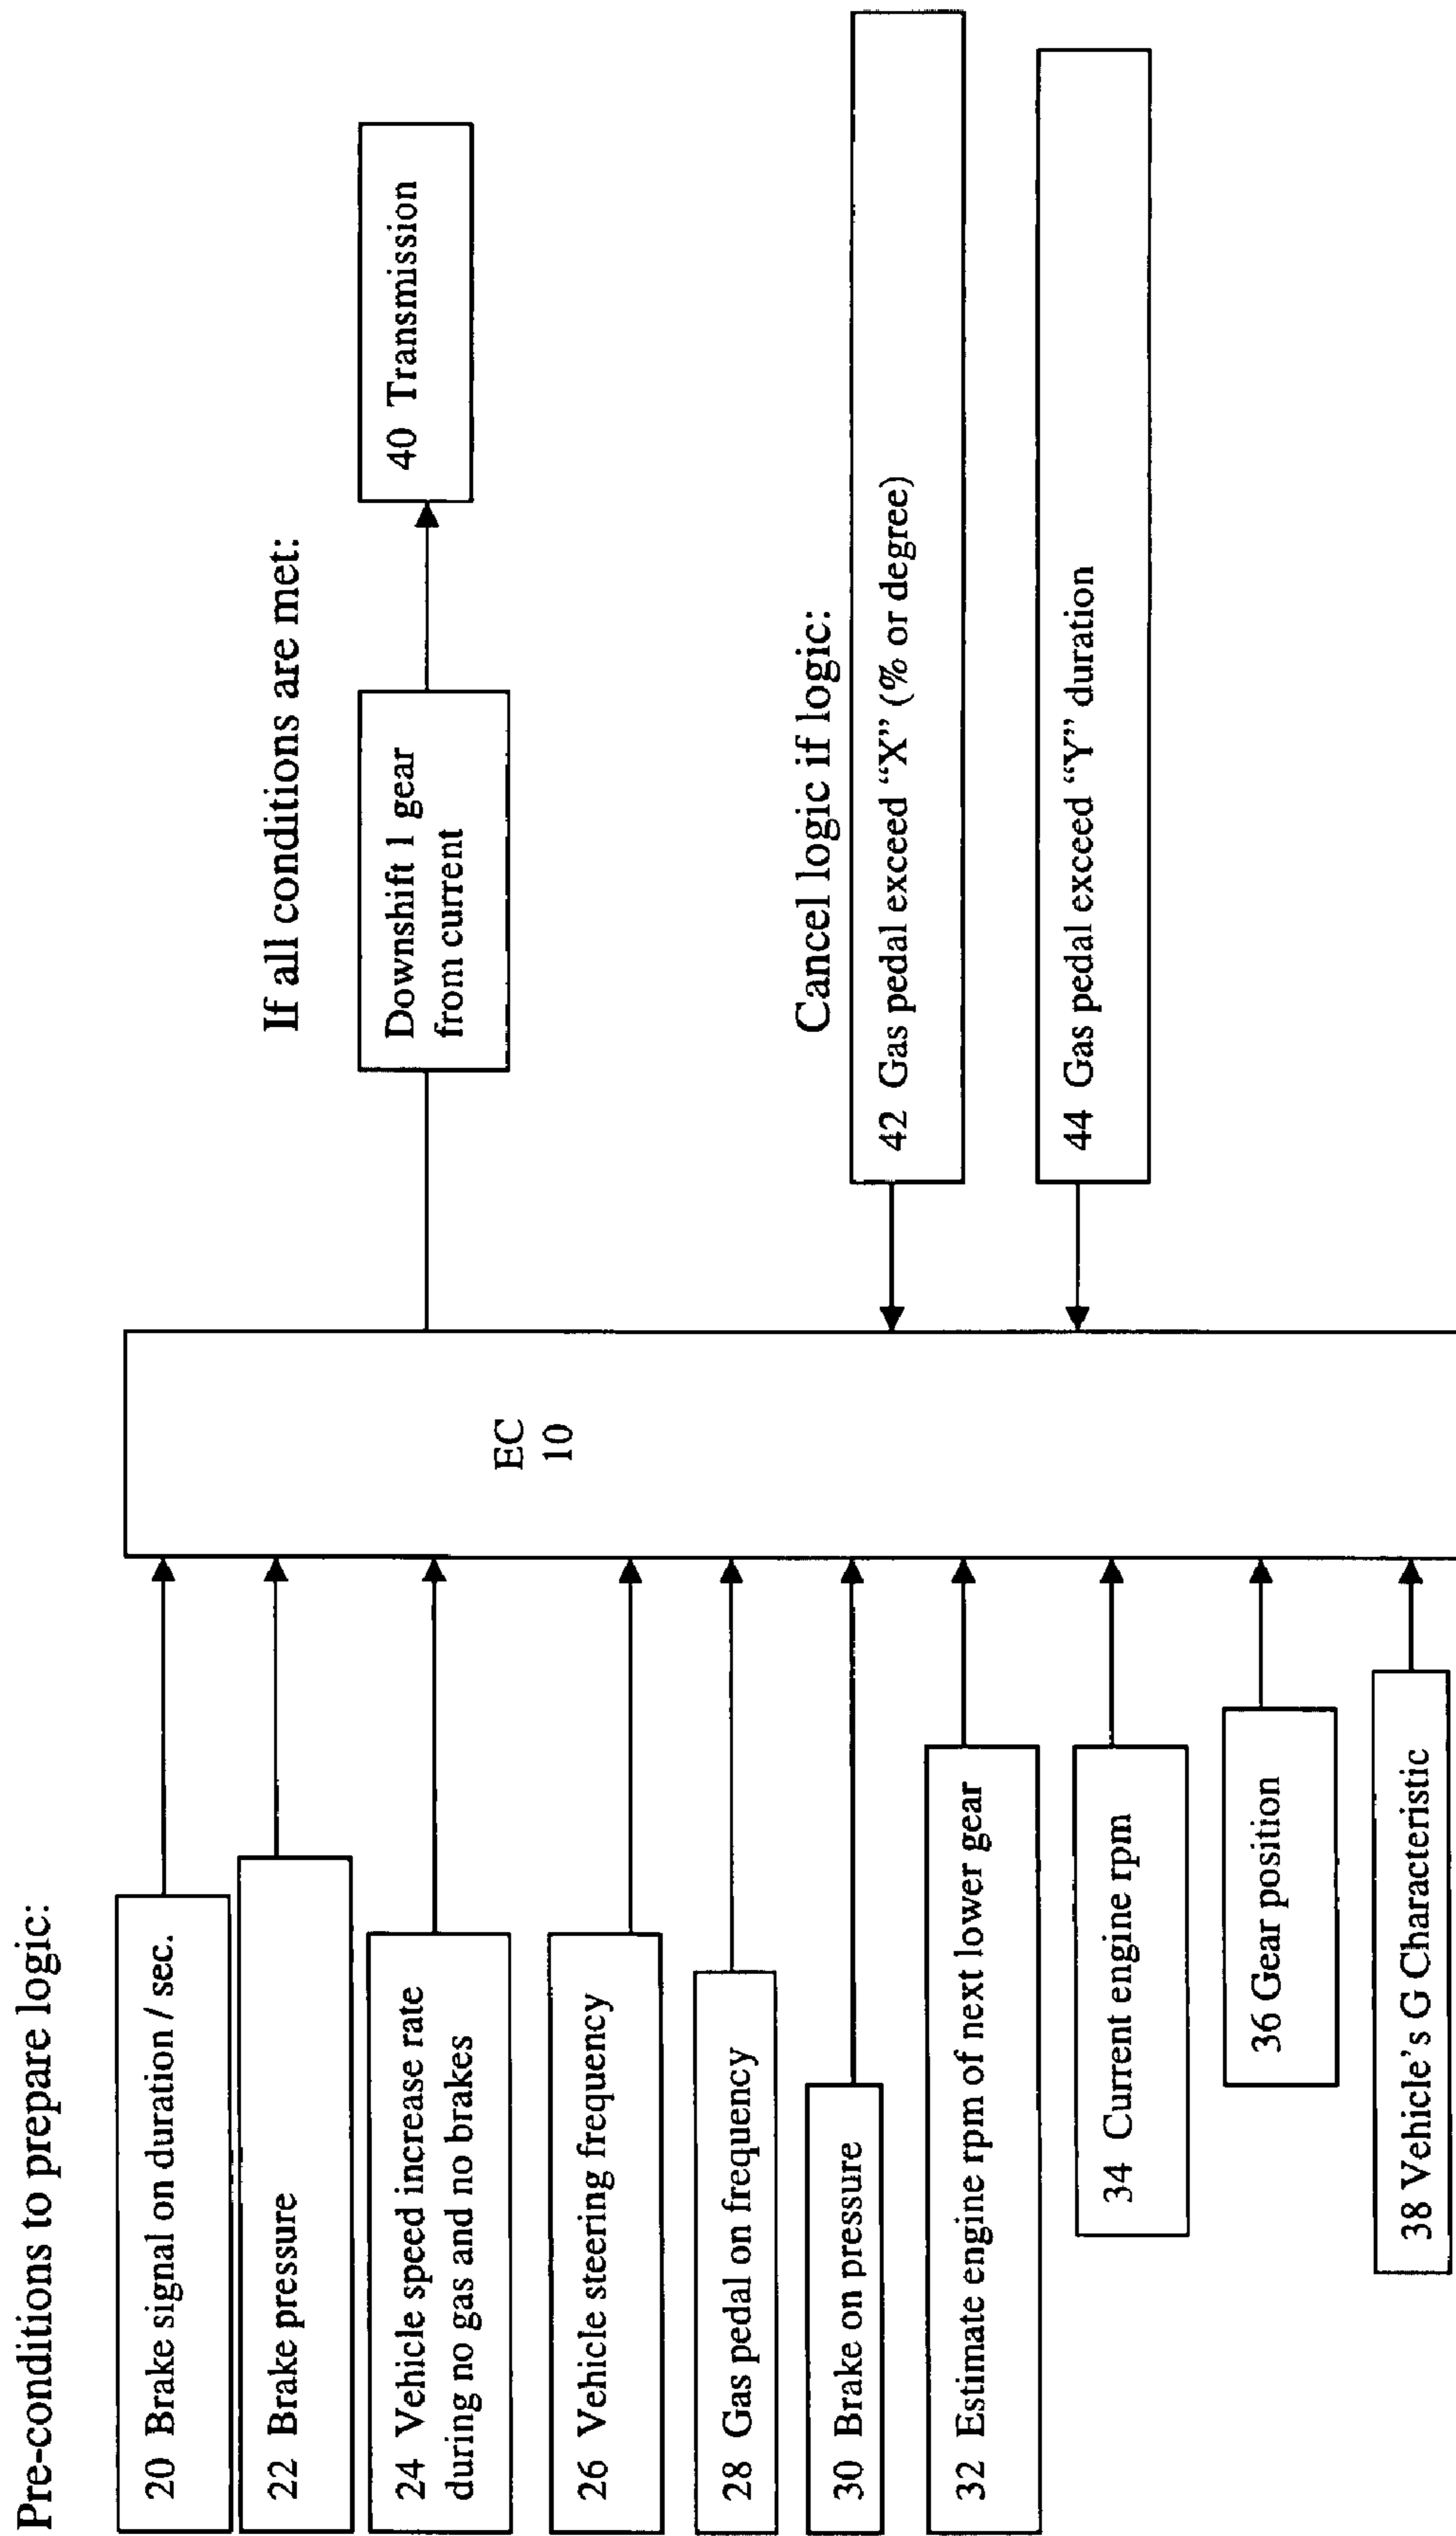 Pre-conditions to prepare logic:
20 Brake signal on duration / sec.
22 Brake pressure
24 Vehicle speed increase rate
during no gas and no brakes
26 Vehicle steering frequency
28 Gas pedal on frequency
30 Brake on pressure
32 Estimate engine rpm of next lower gear
34 Current engine rpm
36 Gear position
38 Vehicle's G Characteristic
EC
10
If all conditions are met:
Downshift 1 gear
from current
40 Transmission
Cancel logic if logic:
42 Gas pedal exceed “X” (% or degree)
44 Gas pedal exceed “Y” duration